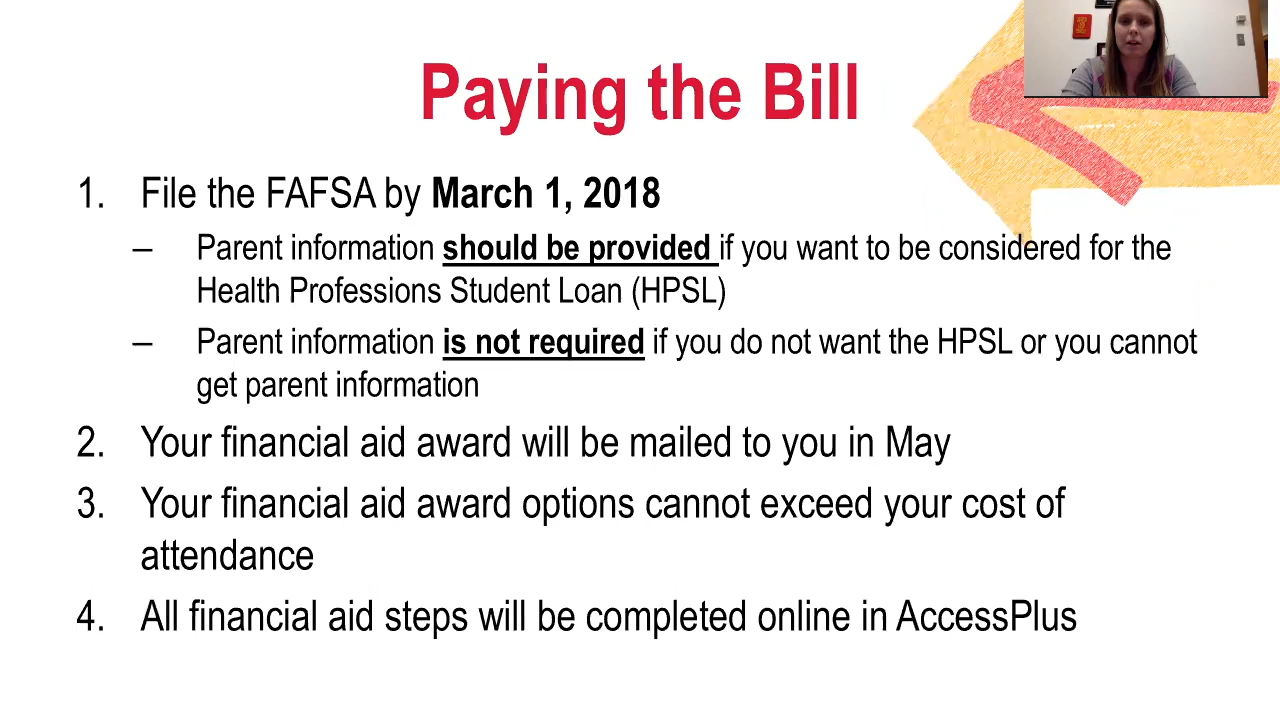 Paying the Bill
1. File the FAFSA by March 1, 2018
– Parent information should be provided if you want to be considered for the
Health Professions Student Loan (HPSL)
– Parent information is not required if you do not want the HPSL or you cannot
get parent information
2. Your financial aid award will be mailed to you in May
3. Your financial aid award options cannot exceed your cost of
attendance
4. All financial aid steps will be completed online in AccessPlus